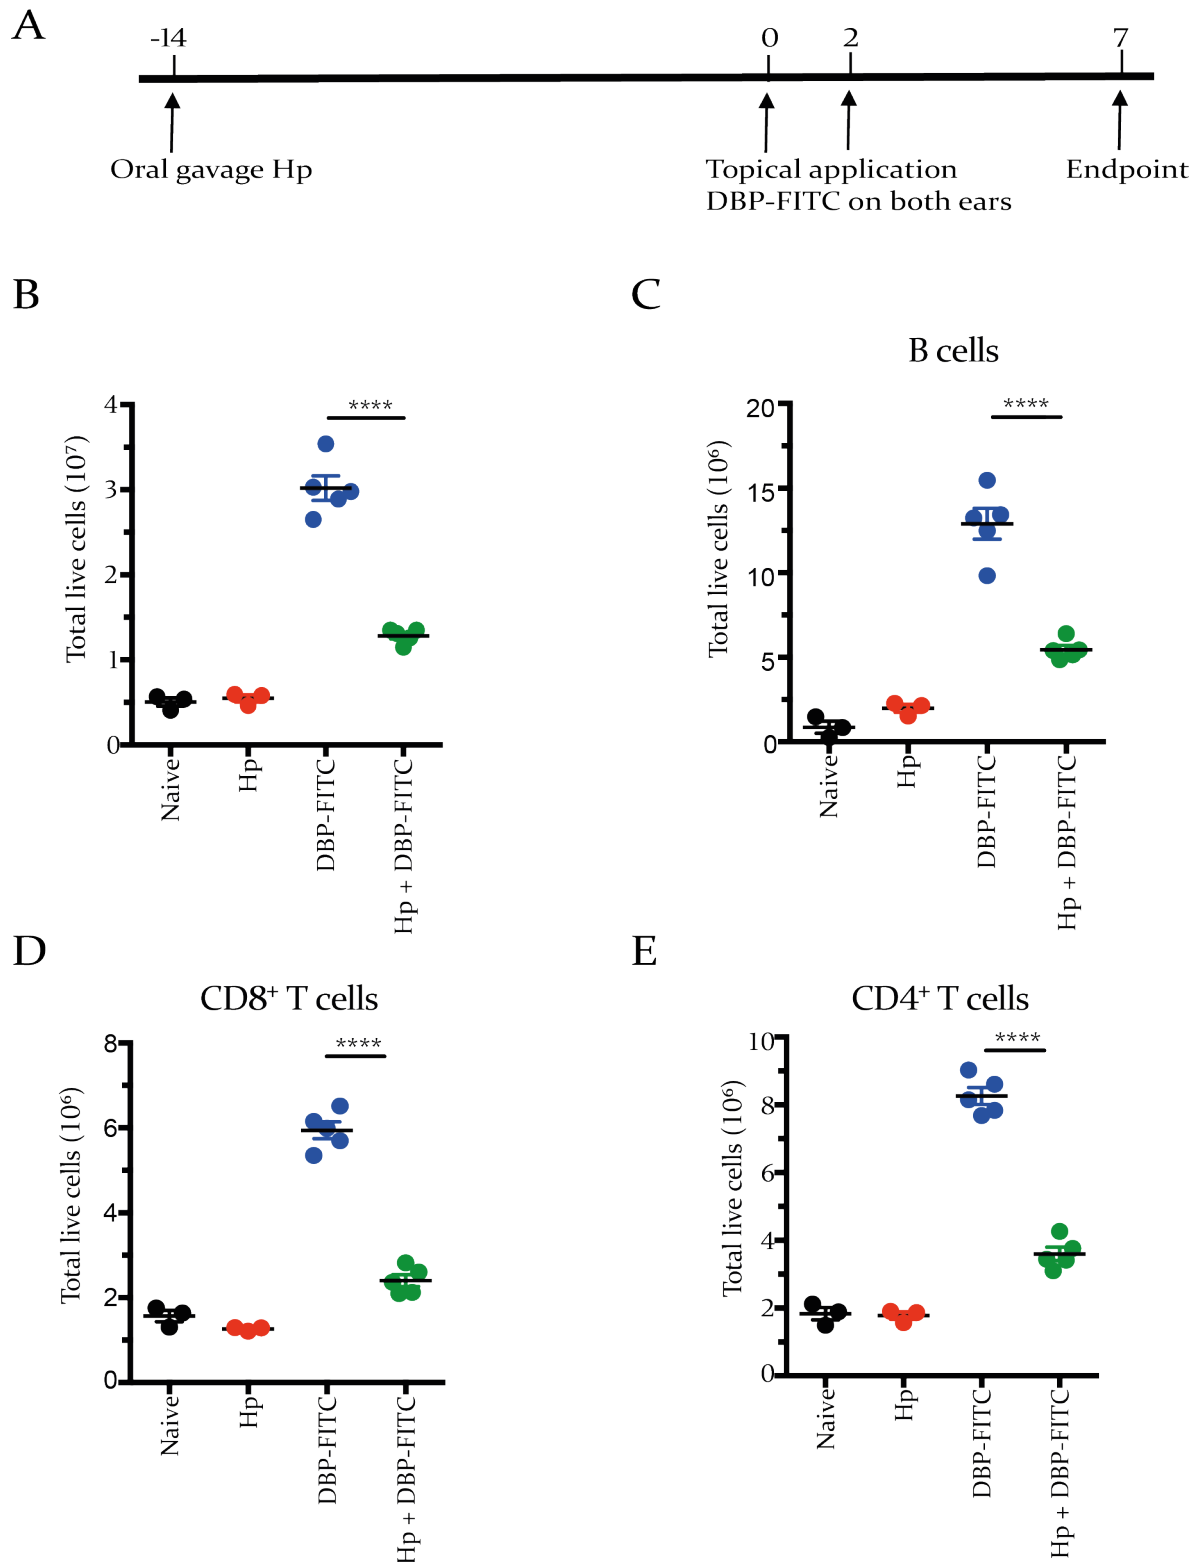 A
-14
0
2
7
Oral gavage Hp
Topical application
DBP-FITC on both ears
Endpoint
B
****
Total live cells (10⁷)
4
3
2
1
0
Naive
Hp
DBP-FITC
Hp + DBP-FITC
C
B cells
****
Total live cells (10⁶)
20
15
10
5
0
Naive
Hp
DBP-FITC
Hp + DBP-FITC
D
CD8⁺ T cells
****
Total live cells (10⁶)
8
6
4
2
0
Naive
Hp
DBP-FITC
Hp + DBP-FITC
E
CD4⁺ T cells
****
Total live cells (10⁶)
10
8
6
4
2
0
Naive
Hp
DBP-FITC
Hp + DBP-FITC